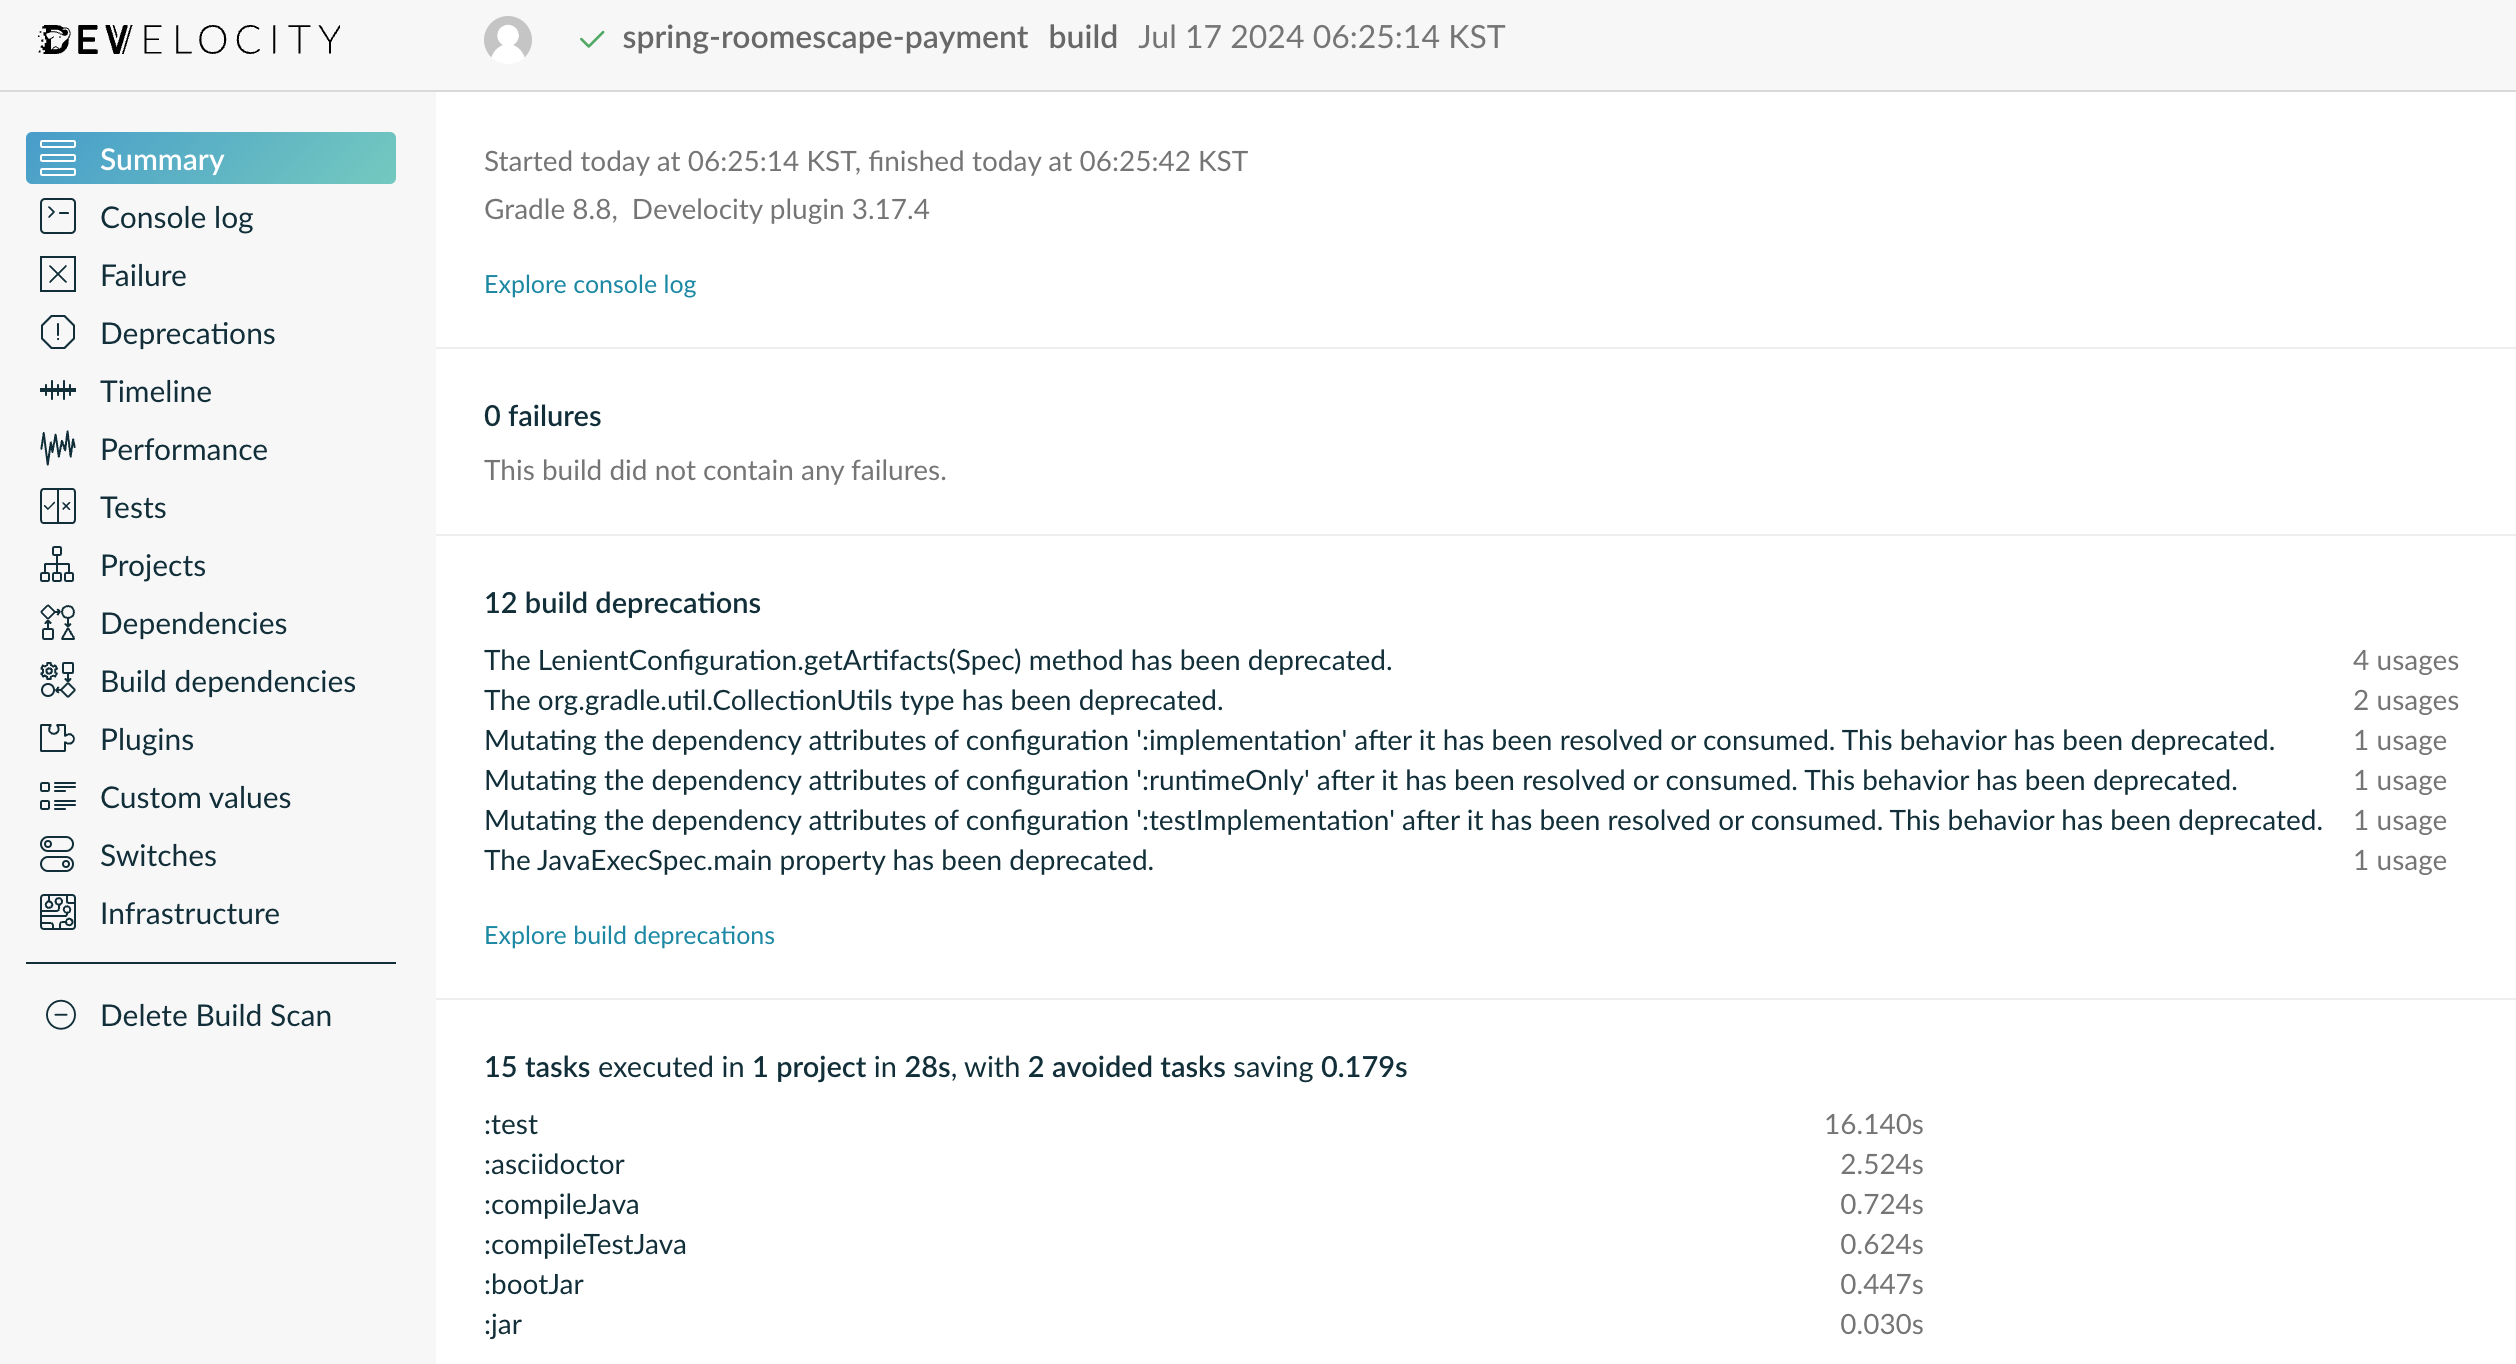 DEVELOCITY
spring-roomescape-payment build Jul 17 2024 06:25:14 KST
Summary
Console log
Failure
Deprecations
Timeline
Performance
Tests
Projects
Dependencies
Build dependencies
Plugins
Custom values
Switches
Infrastructure
Delete Build Scan
Started today at 06:25:14 KST, finished today at 06:25:42 KST
Gradle 8.8, Develocity plugin 3.17.4
Explore console log
0 failures
This build did not contain any failures.
12 build deprecations
The LenientConfiguration.getArtifacts(Spec) method has been deprecated. 4 usages
The org.gradle.util.CollectionUtils type has been deprecated. 2 usages
Mutating the dependency attributes of configuration ':implementation' after it has been resolved or consumed. This behavior has been deprecated. 1 usage
Mutating the dependency attributes of configuration ':runtimeOnly' after it has been resolved or consumed. This behavior has been deprecated. 1 usage
Mutating the dependency attributes of configuration ':testImplementation' after it has been resolved or consumed. This behavior has been deprecated. 1 usage
The JavaExecSpec.main property has been deprecated. 1 usage
Explore build deprecations
15 tasks executed in 1 project in 28s, with 2 avoided tasks saving 0.179s
:test 16.140s
:asciidoctor 2.524s
:compileJava 0.724s
:compileTestJava 0.624s
:bootJar 0.447s
:jar 0.030s